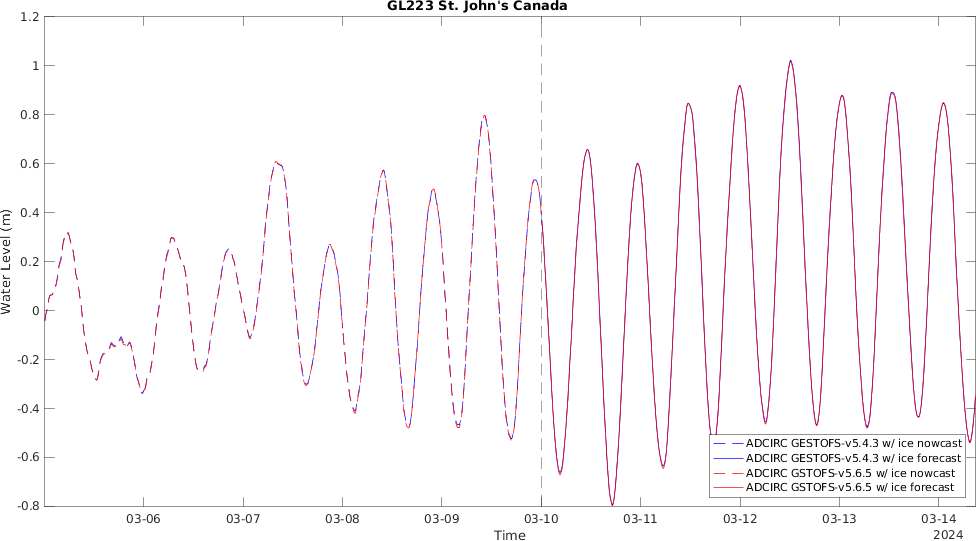 GL223 St. John's Canada
1.2
1
0.8
0.6
0.4
0.2
0
-0.2
-0.4
-0.6
-0.8
Water Level (m)
ADCIRC GESTOFS-v5.4.3 w/ ice nowcast
ADCIRC GESTOFS-v5.4.3 w/ ice forecast
ADCIRC GSTOFS-v5.6.5 w/ ice nowcast
ADCIRC GSTOFS-v5.6.5 w/ ice forecast
03-06 03-07 03-08 03-09 03-10 03-11 03-12 03-13 03-14
Time 2024